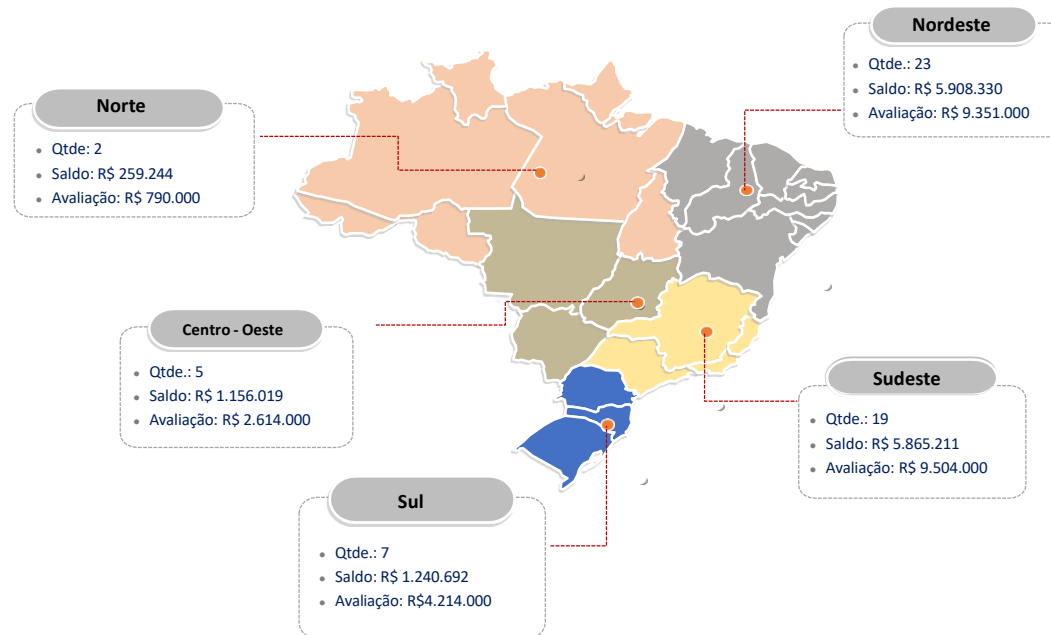 Nordeste
Qtde.: 23
Saldo: R$ 5.908.330
Avaliação: R$ 9.351.000
Norte
Qtde: 2
Saldo: R$ 259.244
Avaliação: R$ 790.000
Centro - Oeste
Qtde.: 5
Saldo: R$ 1.156.019
Avaliação: R$ 2.614.000
Sudeste
Qtde.: 19
Saldo: R$ 5.865.211
Avaliação: R$ 9.504.000
Sul
Qtde.: 7
Saldo: R$ 1.240.692
Avaliação: R$4.214.000